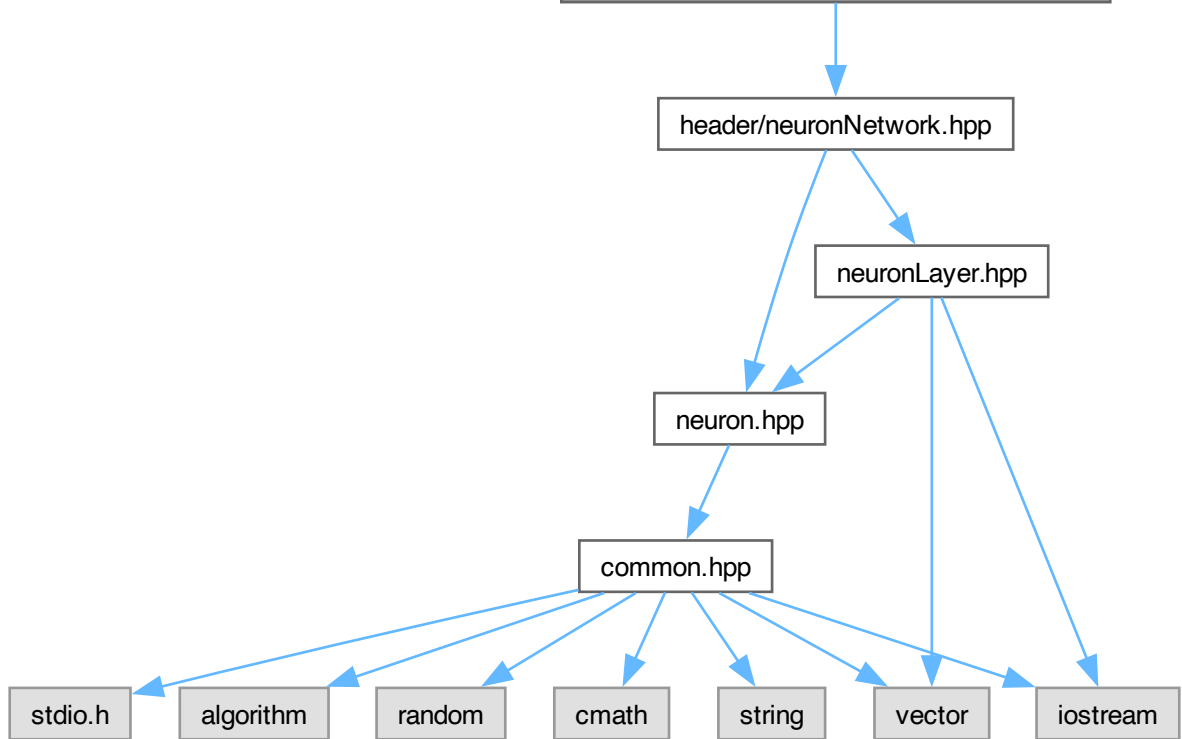 header/neuronNetwork.hpp
neuronLayer.hpp
neuron.hpp
common.hpp
stdio.h
algorithm
random
cmath
string
vector
iostream